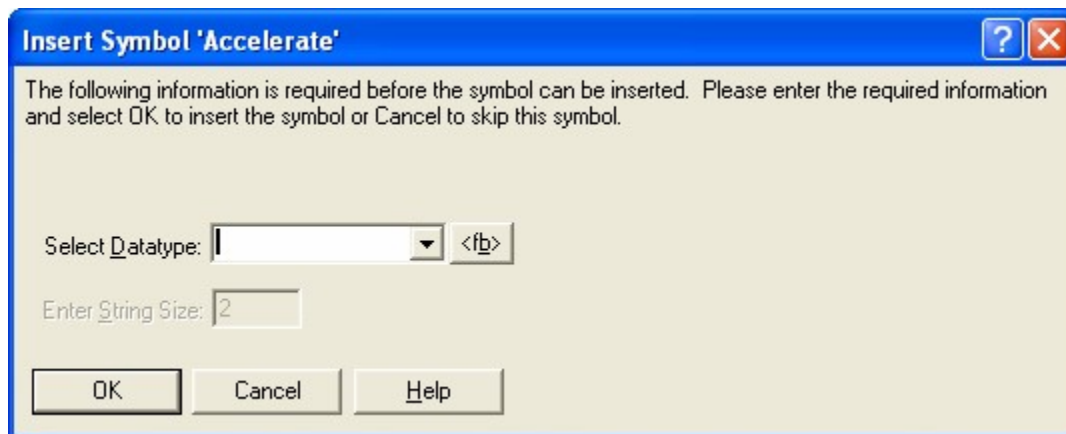 Insert Symbol 'Accelerate'
The following information is required before the symbol can be inserted. Please enter the required information
and select OK to insert the symbol or Cancel to skip this symbol.
Select Datatype: <fb>
Enter String Size: 2
OK Cancel Help